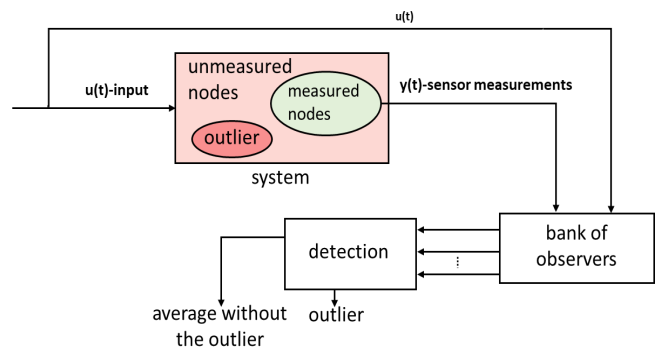 u(t)
u(t)-input
unmeasured
nodes
measured
nodes
outlier
y(t)-sensor measurements
system
bank of
observers
detection
average without
the outlier
outlier